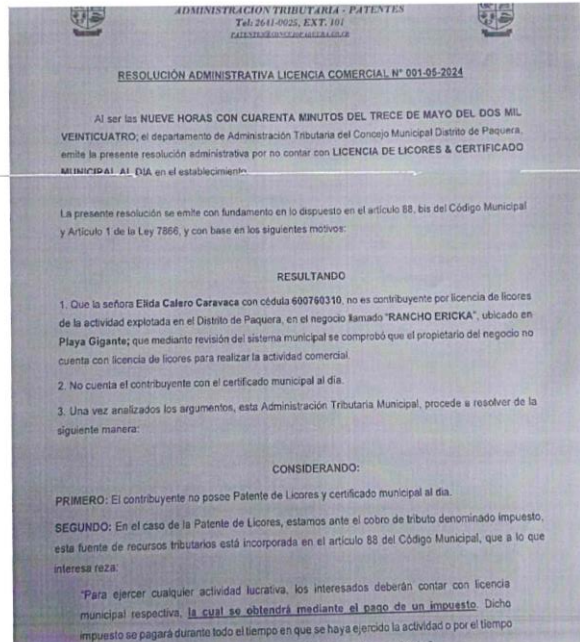 ADMINISTRACION TRIBUTARIA - PATENTES
Tel: 2641-0025, EXT. 101
RESOLUCIÓN ADMINISTRATIVA LICENCIA COMERCIAL N° 001-05-2024
Al ser las NUEVE HORAS CON CUARENTA MINUTOS DEL TRECE DE MAYO DEL DOS MIL
VEINTICUATRO; el departamento de Administración Tributaria del Concejo Municipal Distrito de Paquera,
emite la presente resolución administrativa por no contar con LICENCIA DE LICORES & CERTIFICADO
MUNICIPAL AL DIA en el establecimiento.
La presente resolución se emite con fundamento en lo dispuesto en el artículo 88, bis del Código Municipal
y Artículo 1 de la Ley 7866, y con base en los siguientes motivos:
RESULTANDO
1. Que la señora Elida Calero Caravaca con cédula 600760310, no es contribuyente por licencia de licores
de la actividad explotada en el Distrito de Paquera, en el negocio llamado "RANCHO ERICKA", ubicado en
Playa Gigante; que mediante revisión del sistema municipal se comprobó que el propietario del negocio no
cuenta con licencia de licores para realizar la actividad comercial.
2. No cuenta el contribuyente con el certificado municipal al día.
3. Una vez analizados los argumentos, esta Administración Tributaria Municipal, procede a resolver de la
siguiente manera:
CONSIDERANDO:
PRIMERO: El contribuyente no posee Patente de Licores y certificado municipal al dia.
SEGUNDO: En el caso de la Patente de Licores, estamos ante el cobro de tributo denominado impuesto,
esta fuente de recursos tributarios está incorporada en el artículo 88 del Código Municipal, que a lo que
interesa reza:
"Para ejercer cualquier actividad lucrativa, los interesados deberán contar con licencia
municipal respectiva, la cual se obtendrá mediante el pago de un impuesto. Dicho
impuesto se pagará durante todo el tiempo en que se haya ejercido la actividad o por el tiempo